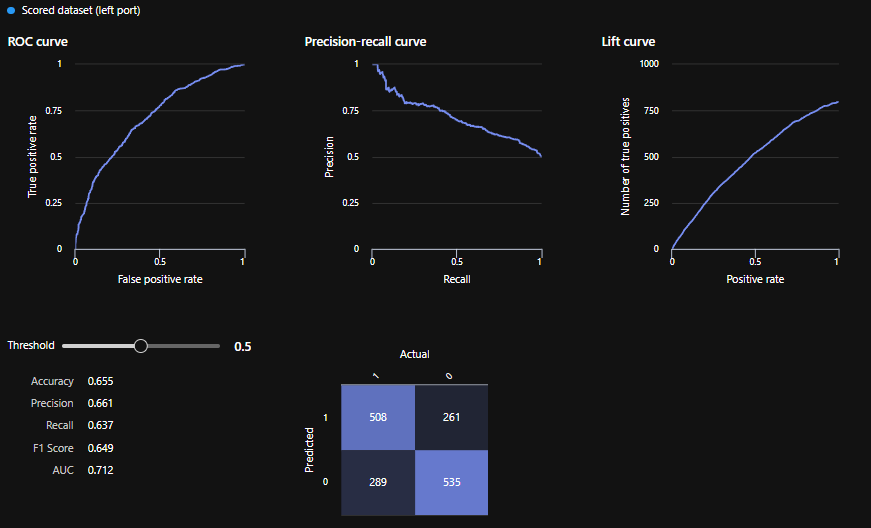 Scored dataset (left port)
ROC curve
1
0.75
0.5
0.25
0
True positive rate
0
0.5
1
False positive rate
Precision-recall curve
1
0.75
0.5
0.25
0
Precision
0
0.5
1
Recall
Lift curve
1000
750
500
250
0
Number of true positives
0
0.5
1
Positive rate
Threshold
0.5
Accuracy 0.655
Precision 0.661
Recall 0.637
F1 Score 0.649
AUC 0.712
Actual
1 0
Predicted
1 508 261
0 289 535